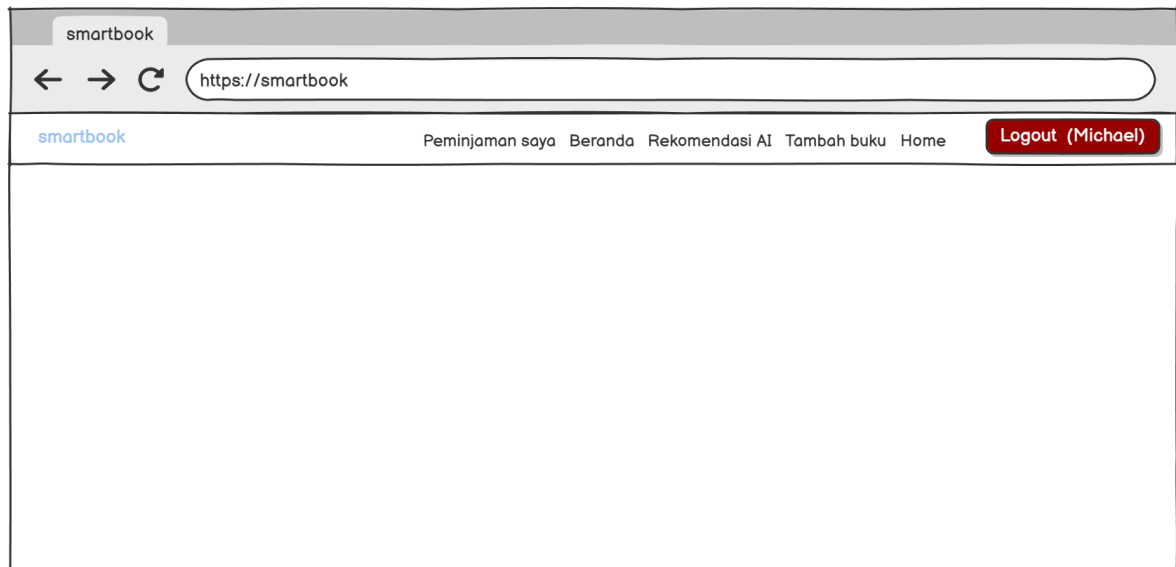 smartbook
https://smartbook
smartbook
Peminjaman saya Beranda Rekomendasi AI Tambah buku Home Logout (Michael)